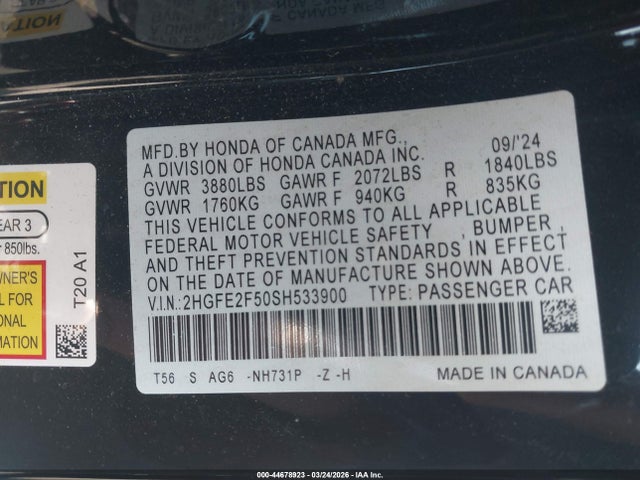 MFD.BY HONDA OF CANADA MFG., 09/'24
A DIVISION OF HONDA CANADA INC.
GVWR 3880LBS GAWR F 2072LBS R 1840LBS
GVWR 1760KG GAWR F 940KG R 835KG
THIS VEHICLE CONFORMS TO ALL APPLICABLE
FEDERAL MOTOR VEHICLE SAFETY , BUMPER ,
AND THEFT PREVENTION STANDARDS IN EFFECT
ON THE DATE OF MANUFACTURE SHOWN ABOVE.
V.I.N.:2HGFE2F50SH533900 TYPE: PASSENGER CAR
T56 S AG6 -NH731P -Z -H
MADE IN CANADA
TION
EAR 3
r 850lbs.
WNER'S
L FOR
ONAL
MATION
T20 A1
000-44678923 - 03/24/2026 - IAA Inc.